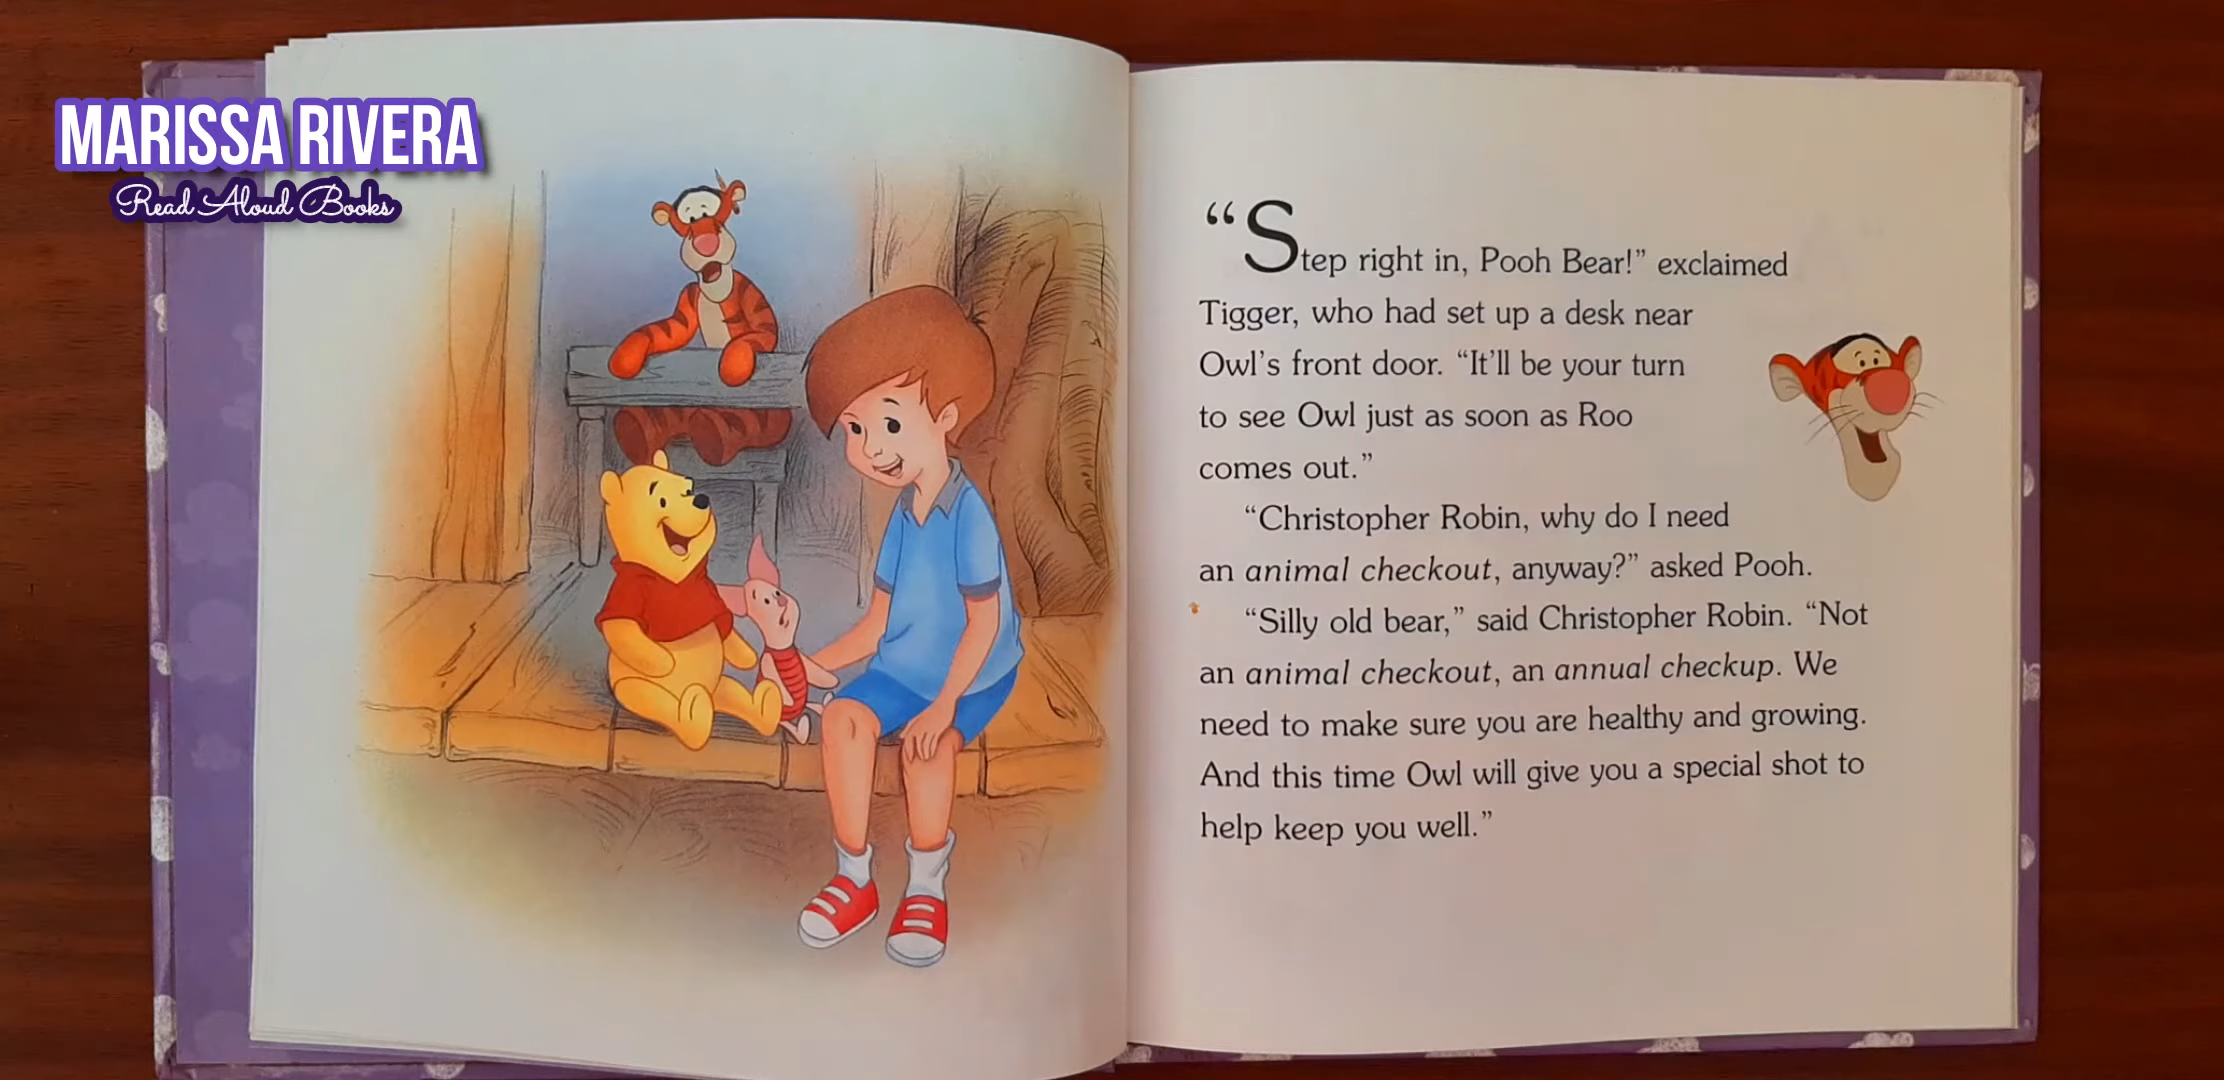 MARISSA RIVERA
Read Aloud Books
“Step right in, Pooh Bear!” exclaimed
Tigger, who had set up a desk near
Owl’s front door. “It’ll be your turn
to see Owl just as soon as Roo
comes out.”
“Christopher Robin, why do I need
an animal checkout, anyway?” asked Pooh.
“Silly old bear,” said Christopher Robin. “Not
an animal checkout, an annual checkup. We
need to make sure you are healthy and growing.
And this time Owl will give you a special shot to
help keep you well.”